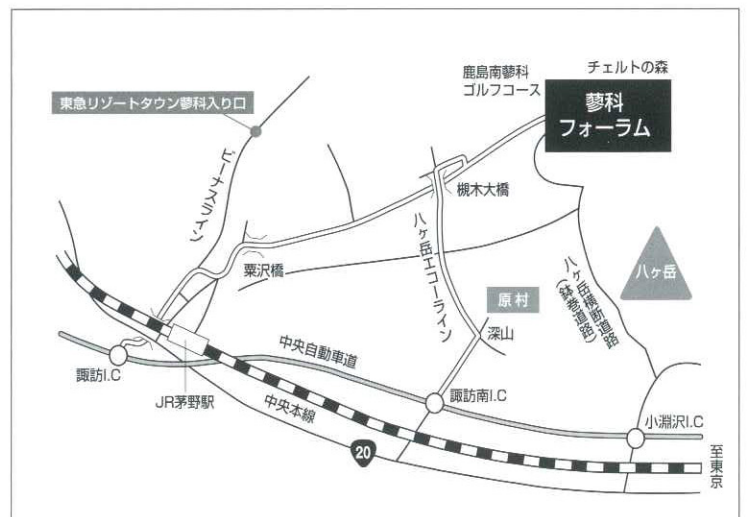 鹿島南蓼科
ゴルフコース
チェルトの森
蓼科
フォーラム
東急リゾートタウン蓼科入り口
ビーナスライン
槻木大橋
八ヶ岳エコーライン
粟沢橋
八ヶ岳
八ヶ岳横断道路
(鉢巻道路)
原村
深山
中央自動車道
諏訪I.C
JR茅野駅
中央本線
諏訪南I.C
小淵沢I.C
20
至東京